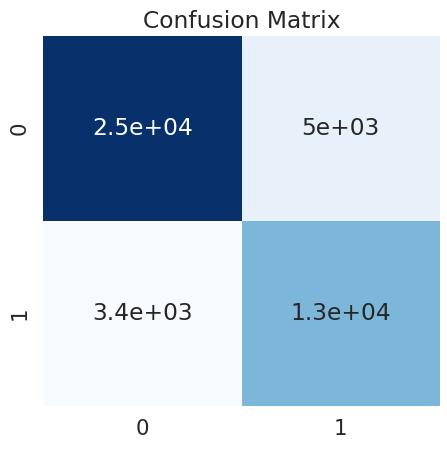 Confusion Matrix
0
2.5e+04
5e+03
1
3.4e+03
1.3e+04
0
1